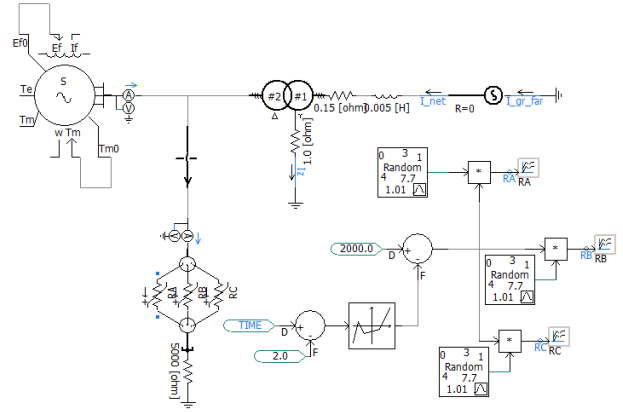 Ef0
Ef If
S
Te
Tm
w Tm
Tm0
A
V
#2 #1
0.15 [ohm]
0.005 [H]
I_net
R=0
I_gr_far
1.0 [ohm]
0 3 1
Random
4 7.7
1.01
*
RA
RA
2000.0
D + -
F
*
RB
RB
0 3 1
Random
4 7.7
1.01
V A
RA
RB
RC
TIME
D + -
F
2.0
*
RC
RC
0 3 1
Random
4 7.7
1.01
5000 [ohm]